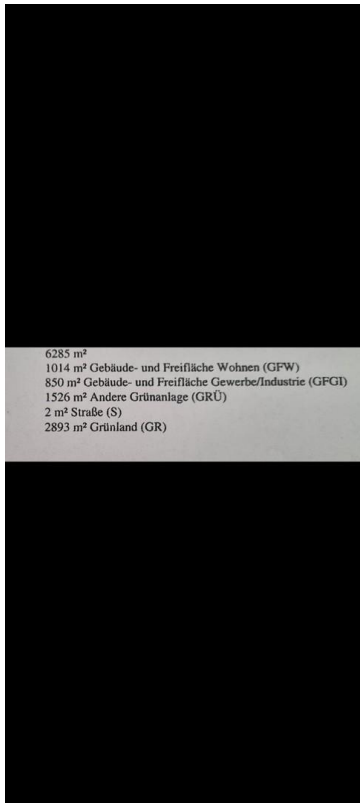 6285 m²
1014 m² Gebäude- und Freifläche Wohnen (GFW)
850 m² Gebäude- und Freifläche Gewerbe/Industrie (GFGI)
1526 m² Andere Grünanlage (GRÜ)
2 m² Straße (S)
2893 m² Grünland (GR)